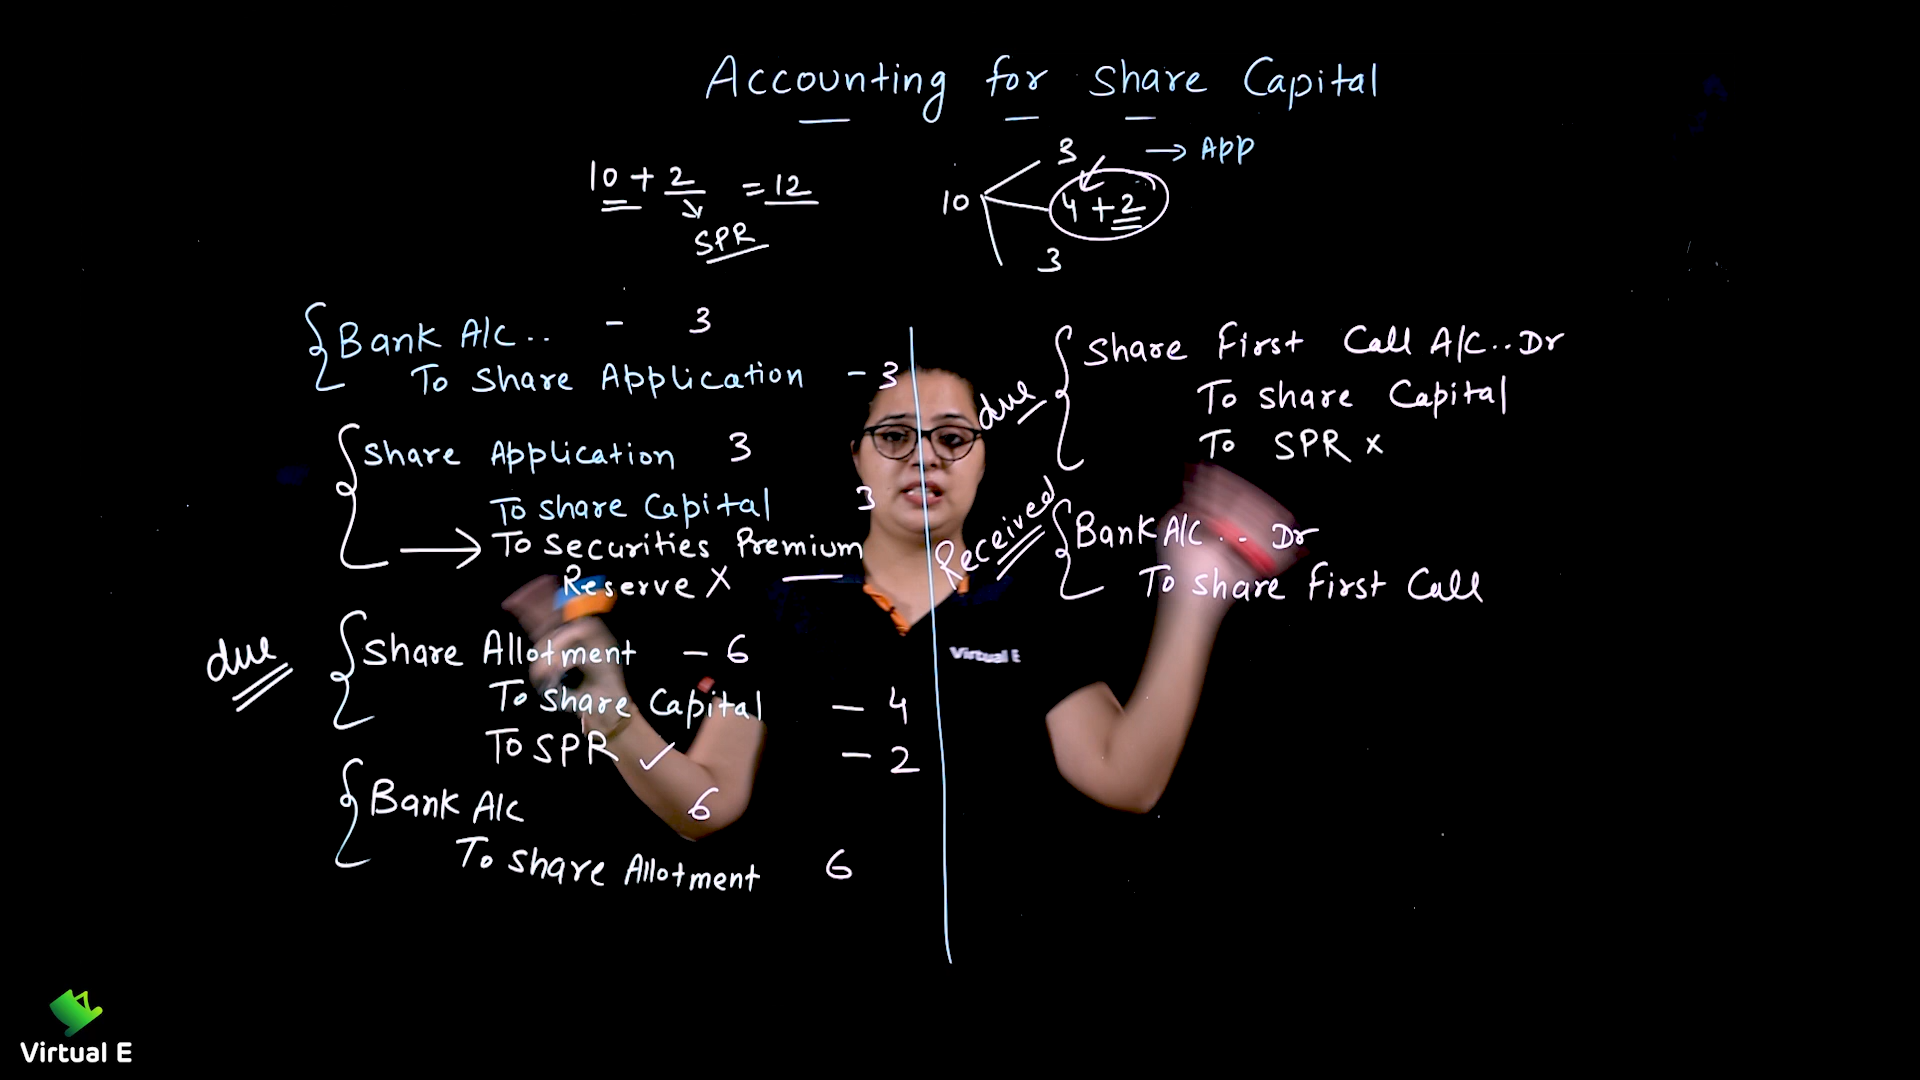 Accounting for Share Capital
10 + 2 = 12
SPR
10
3 → App
4 + 2
3
Bank A/c .. - 3
To Share Application - 3
Share Application 3
To Share Capital 3
→ To Securities Premium
Reserve X —
due
Share Allotment - 6
To Share Capital - 4
To SPR ✓ - 2
Bank A/c 6
To Share Allotment 6
due
Share First Call A/c .. Dr
To Share Capital
To SPR x
Received
Bank A/c .. Dr
To Share First Call
Virtual E
Virtual E